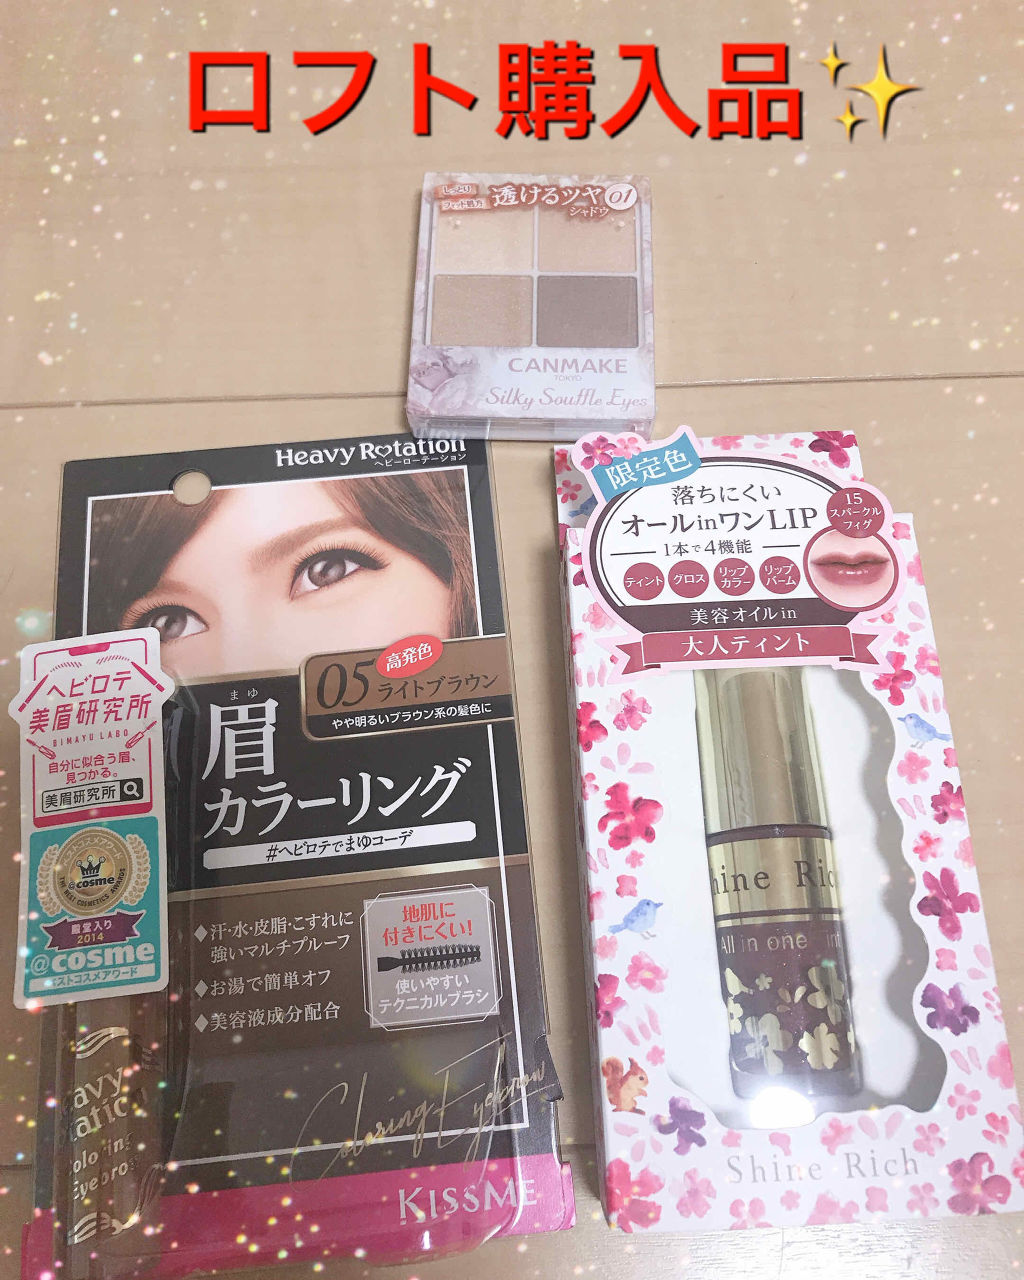 ロフト購入品✨
しっとり
フィット処方
透けるツヤ
シャドウ
01
CANMAKE
TOKYO
Silky Souffle Eyes
Heavy Rotation
ヘビーローテーション
05
高発色
ライトブラウン
やや明るいブラウン系の髪色に
まゆ
眉
カラーリング
#ヘビロテでまゆコーデ
◆汗・水・皮脂・こすれに
強いマルチプルーフ
◆お湯で簡単オフ
◆美容液成分配合
地肌に
付きにくい!
使いやすい
テクニカルブラシ
Coloring Eyebrow
KISSME
ヘビロテ
美眉研究所
BIMAYU LABO
自分に似合う眉、
見つかる。
美眉研究所
@cosme
THE BEST COSMETICS AWARDS
殿堂入り
2014
@cosme
ベストコスメアワード
eavy
otation
Coloring
Eyebrow
限定色
落ちにくい
オールinワンLIP
1本で4機能
ティント
グロス
リップ
カラー
リップ
バーム
15
スパークル
フィグ
美容オイルin
大人ティント
hine Ric
All in one int
Shine Rich